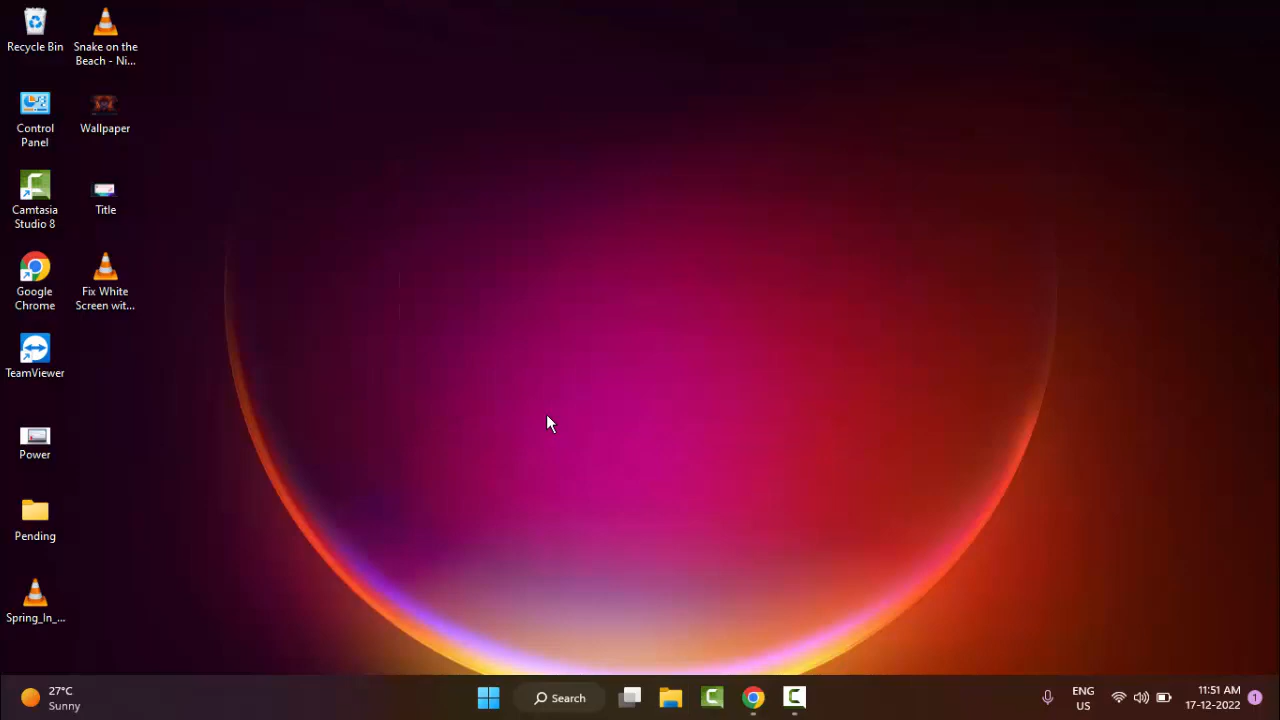 Recycle Bin
Snake on the
Beach - Ni...
Control
Panel
Wallpaper
Camtasia
Studio 8
Title
Google
Chrome
Fix White
Screen wit...
TeamViewer
Power
Pending
Spring_In_...
27°C
Sunny
Search
ENG
US
11:51 AM
17-12-2022
1